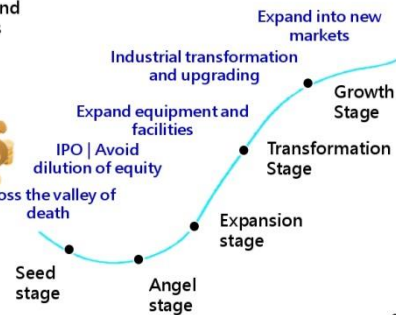 Expand into new
markets
Industrial transformation
and upgrading
Growth
Stage
Expand equipment and
facilities
IPO | Avoid
dilution of equity
Transformation
Stage
the valley of
death
Expansion
stage
Seed
stage
Angel
stage